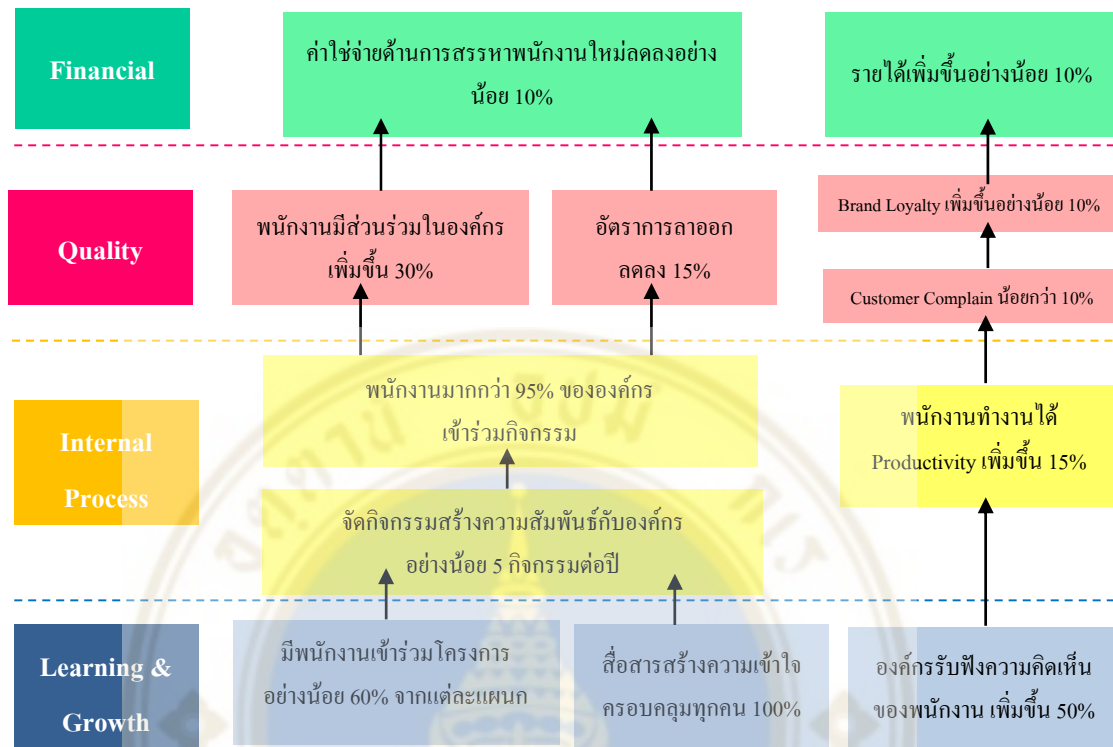 Financial
ค่าใช่จ่ายด้านการสรรหาพนักงานใหม่ลดลงอย่าง
น้อย 10%
รายได้เพิ่มขึ้นอย่างน้อย 10%
Quality
พนักงานมีส่วนร่วมในองค์กร
เพิ่มขึ้น 30%
อัตราการลาออก
ลดลง 15%
Brand Loyalty เพิ่มขึ้นอย่างน้อย 10%
Customer Complain น้อยกว่า 10%
Internal
Process
พนักงานมากกว่า 95% ขององค์กร
เข้าร่วมกิจกรรม
จัดกิจกรรมสร้างความสัมพันธ์กับองค์กร
อย่างน้อย 5 กิจกรรมต่อปี
พนักงานทำงานได้
Productivity เพิ่มขึ้น 15%
Learning &
Growth
มีพนักงานเข้าร่วมโครงการ
อย่างน้อย 60% จากแต่ละแผนก
สื่อสารสร้างความเข้าใจ
ครอบคลุมทุกคน 100%
องค์กรรับฟังความคิดเห็น
ของพนักงาน เพิ่มขึ้น 50%